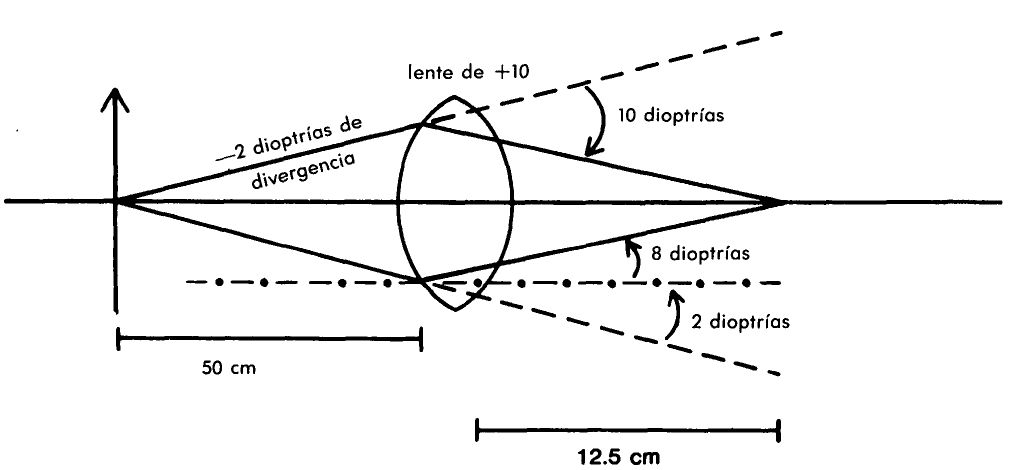 lente de +10
10 dioptrías
—2 dioptrías de
divergencia
8 dioptrías
2 dioptrías
50 cm
12.5 cm